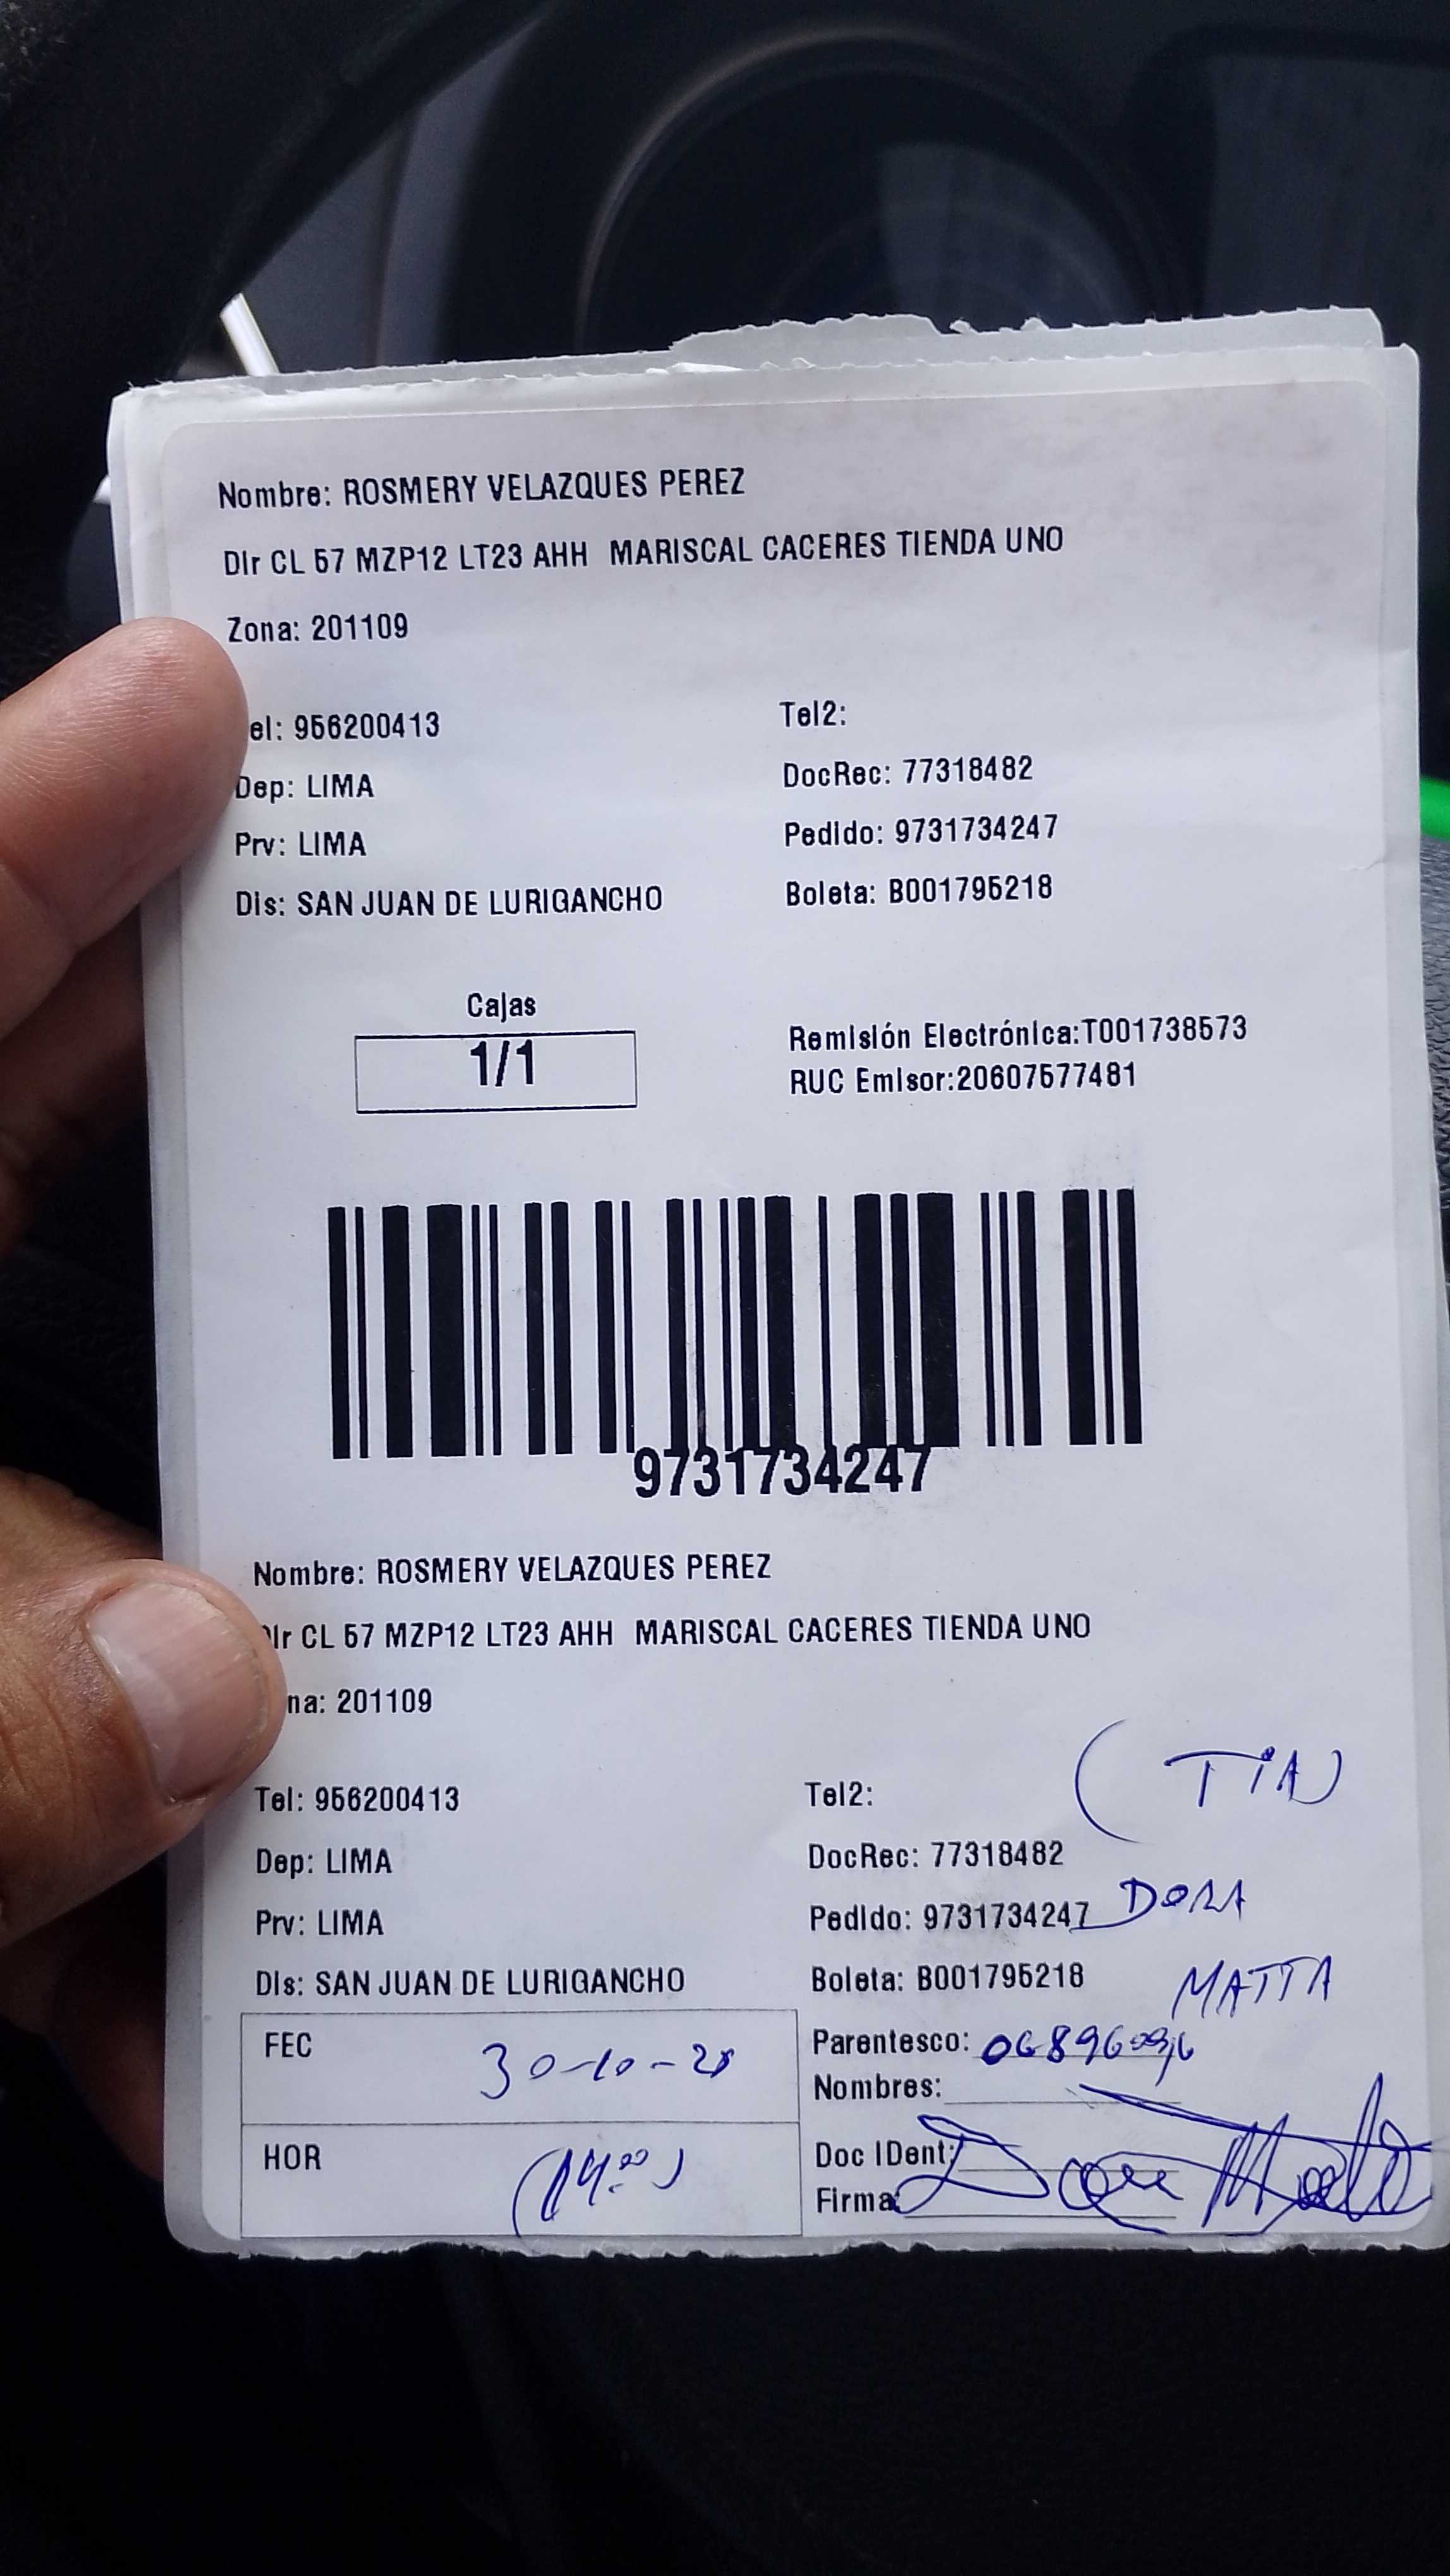 Nombre: ROSMERY VELAZQUES PEREZ
Dir CL 57 MZP12 LT23 AHH MARISCAL CACERES TIENDA UNO
Zona: 201109
el: 956200413
Tel2:
Dep: LIMA
DocRec: 77318482
Prv: LIMA
Pedido: 9731734247
Dis: SAN JUAN DE LURIGANCHO
Boleta: B001795218
Cajas
1/1
Remisión Electrónica:T001738573
RUC Emisor:20607577481
9731734247
Nombre: ROSMERY VELAZQUES PEREZ
Dir CL 57 MZP12 LT23 AHH MARISCAL CACERES TIENDA UNO
na: 201109
(TIA)
Tel: 956200413
Tel2:
Dep: LIMA
DocRec: 77318482
Prv: LIMA
Pedido: 9731734247 DORA
Dis: SAN JUAN DE LURIGANCHO
Boleta: B001795218 MATTA
FEC
Parentesco:
Nombres:
HOR (14:00)
Doc IDent:
Firma: